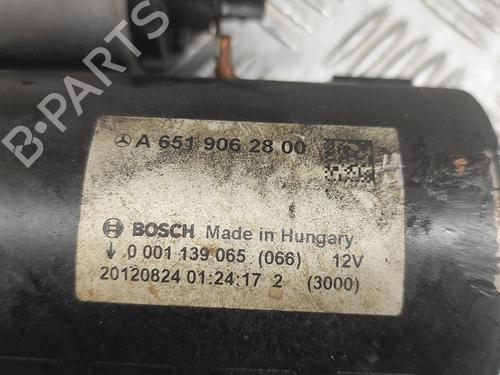 A 651 906 28 00
BOSCH Made in Hungary
↓ 0 001 139 065 (066) 12V
20120824 01:24:17 2 (3000)
B-PARTS